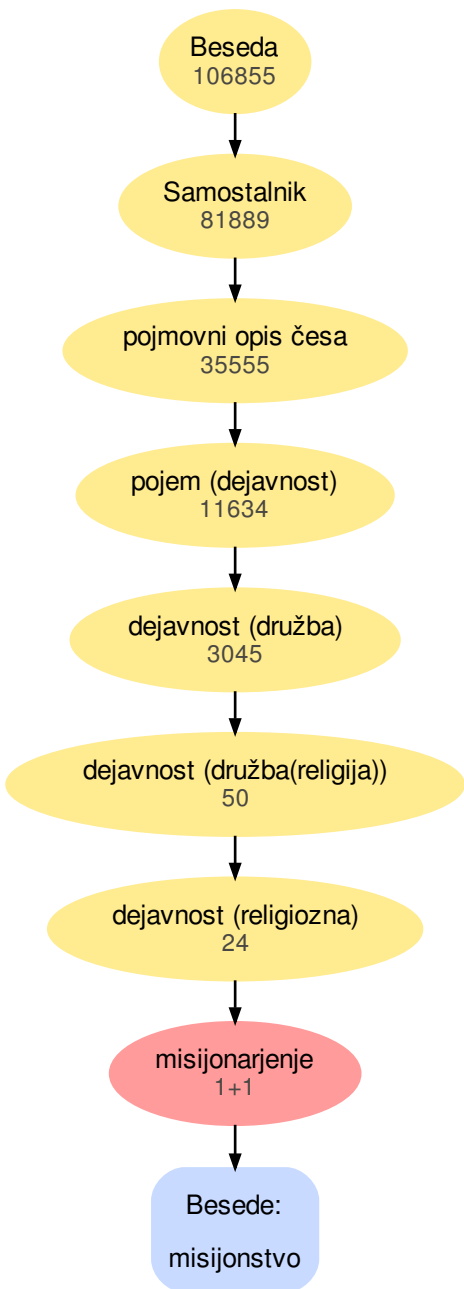 Beseda
106855
Samostalnik
81889
pojmovni opis česa
35555
pojem (dejavnost)
11634
dejavnost (družba)
3045
dejavnost (družba(religija))
50
dejavnost (religiozna)
24
misijonarjenje
1+1
Besede:
misijonstvo